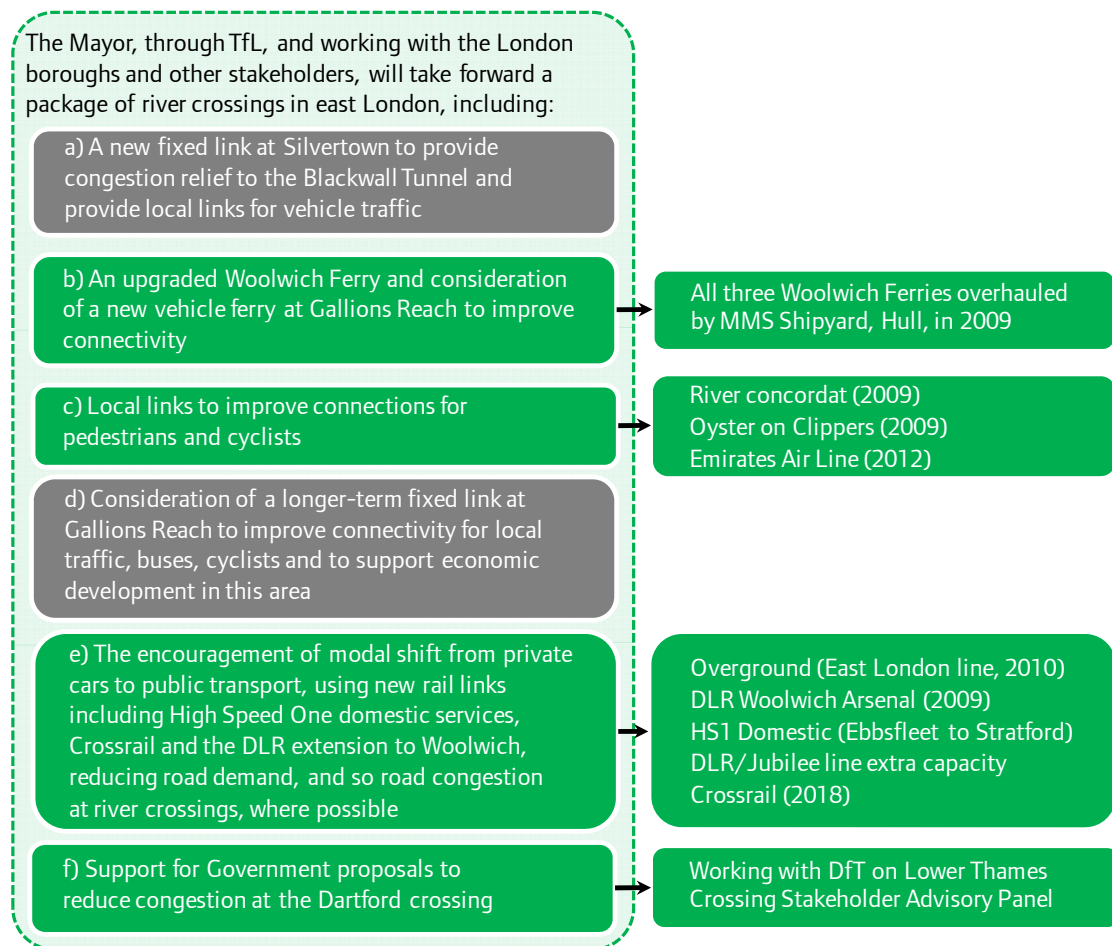 The Mayor, through TfL, and working with the London
boroughs and other stakeholders, will take forward a
package of river crossings in east London, including:
a) A new fixed link at Silvertown to provide
congestion relief to the Blackwall Tunnel and
provide local links for vehicle traffic
b) An upgraded Woolwich Ferry and consideration
of a new vehicle ferry at Gallions Reach to improve
connectivity
All three Woolwich Ferries overhauled
by MMS Shipyard, Hull, in 2009
c) Local links to improve connections for
pedestrians and cyclists
River concordat (2009)
Oyster on Clippers (2009)
Emirates Air Line (2012)
d) Consideration of a longer-term fixed link at
Gallions Reach to improve connectivity for local
traffic, buses, cyclists and to support economic
development in this area
e) The encouragement of modal shift from private
cars to public transport, using new rail links
including High Speed One domestic services,
Crossrail and the DLR extension to Woolwich,
reducing road demand, and so road congestion
at river crossings, where possible
Overground (East London line, 2010)
DLR Woolwich Arsenal (2009)
HS1 Domestic (Ebbsfleet to Stratford)
DLR/Jubilee line extra capacity
Crossrail (2018)
f) Support for Government proposals to
reduce congestion at the Dartford crossing
Working with DfT on Lower Thames
Crossing Stakeholder Advisory Panel